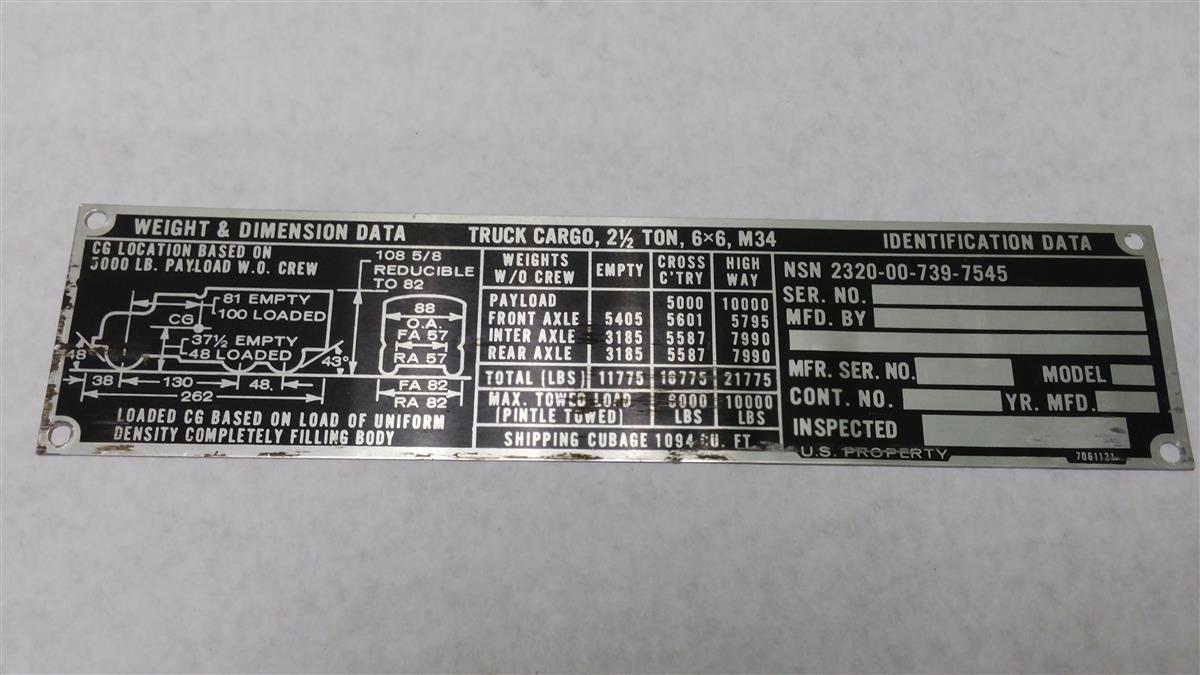 WEIGHT & DIMENSION DATA TRUCK CARGO, 2½ TON, 6×6, M34 IDENTIFICATION DATA
CG LOCATION BASED ON
5000 LB. PAYLOAD W.O. CREW
108 5/8
REDUCIBLE
TO 82
81 EMPTY
100 LOADED
CG
37½ EMPTY
48 LOADED
48
43°
38 130 48
262
88
O.A.
FA 57
RA 57
FA 82
RA 82
LOADED CG BASED ON LOAD OF UNIFORM
DENSITY COMPLETELY FILLING BODY
WEIGHTS W/O CREW EMPTY CROSS C'TRY HIGH WAY
PAYLOAD 5000 10000
FRONT AXLE 5405 5601 5795
INTER AXLE 3185 5587 7990
REAR AXLE 3185 5587 7990
TOTAL (LBS) 11775 16775 21775
MAX. TOWED LOAD 6000 10000
(PINTLE TOWED) LBS LBS
SHIPPING CUBAGE 1094 CU. FT.
NSN 2320-00-739-7545
SER. NO.
MFD. BY
MFR. SER. NO. MODEL
CONT. NO. YR. MFD.
INSPECTED
U.S. PROPERTY